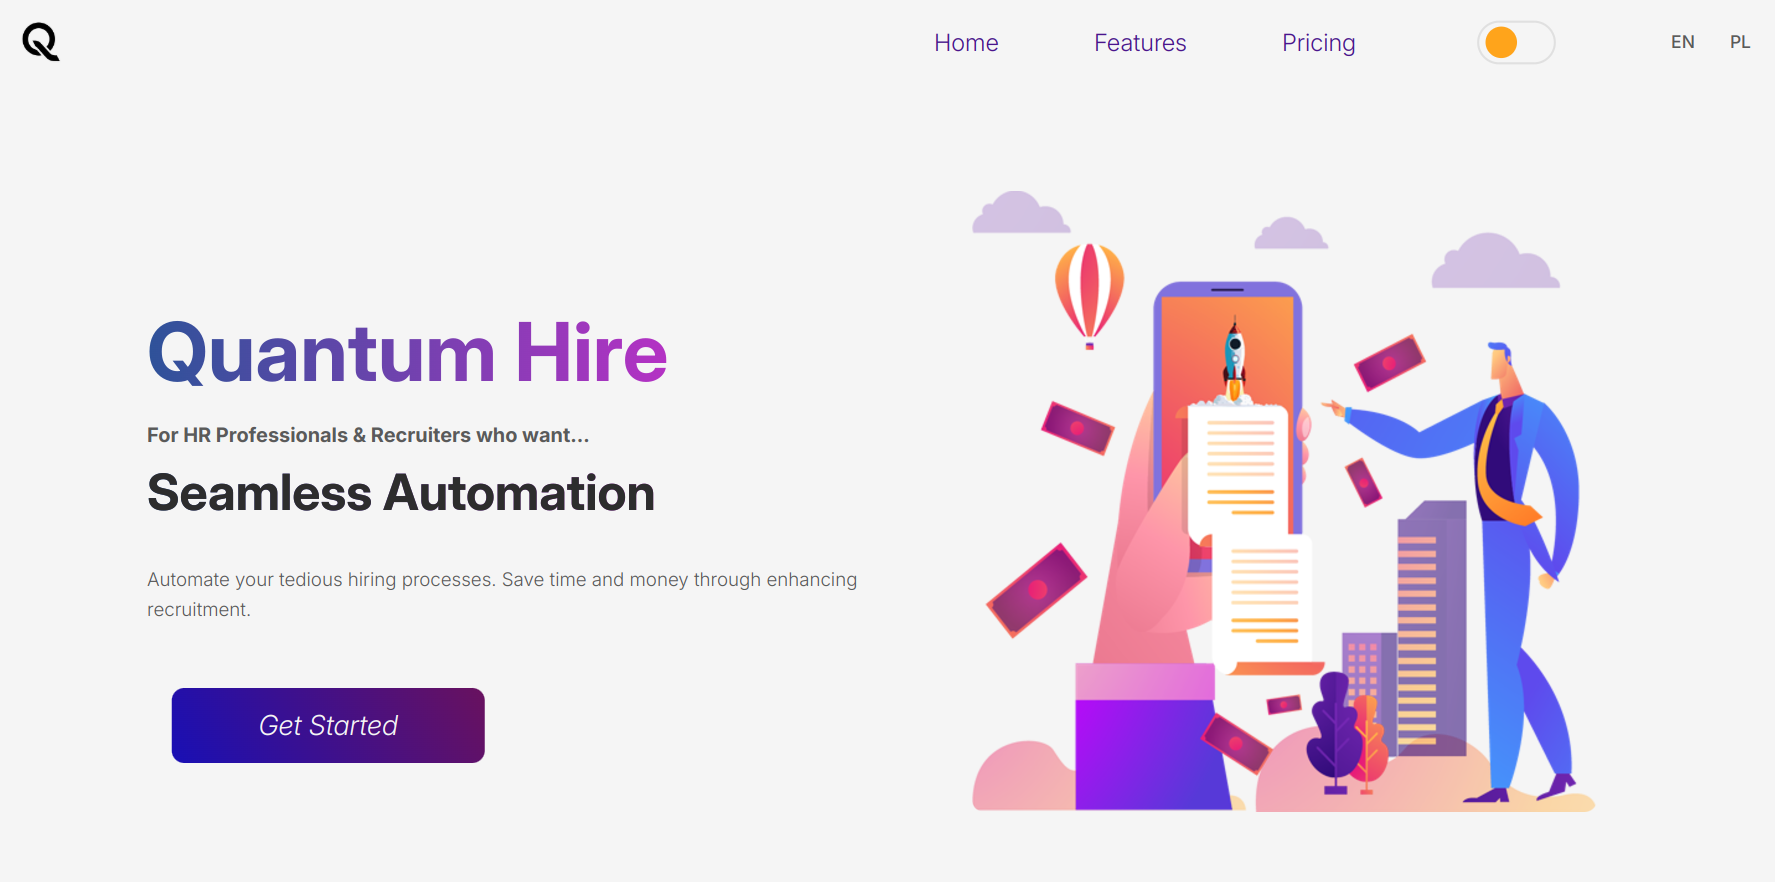 Q
Home Features Pricing EN PL
Quantum Hire
For HR Professionals & Recruiters who want...
Seamless Automation
Automate your tedious hiring processes. Save time and money through enhancing
recruitment.
Get Started